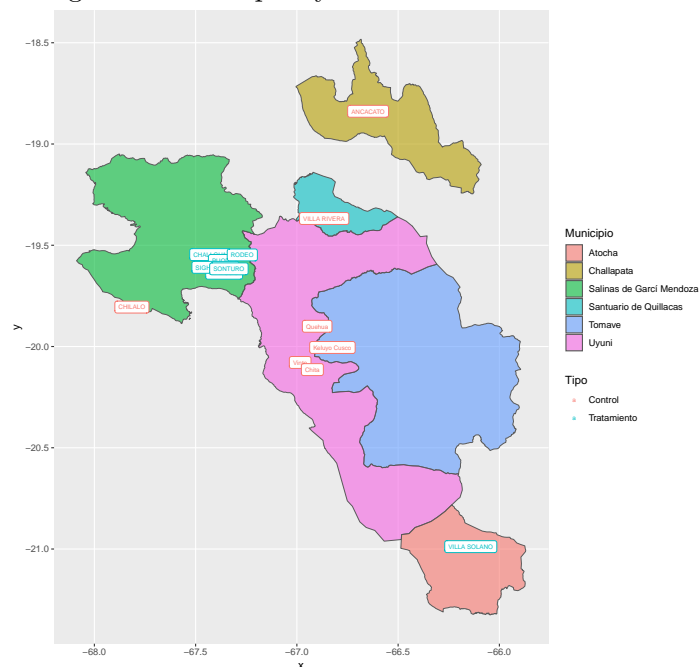 −18.5
−19.0
−19.5
−20.0
−20.5
−21.0
y
−68.0 −67.5 −67.0 −66.5 −66.0
x
ANCACATO
VILLA RIVERA
RODEO
SONTURO
CHILALO
Quehua
Keluyo Cusco
Chita
VILLA SOLANO
Municipio
Atocha
Challapata
Salinas de Garcí Mendoza
Santuario de Quillacas
Tomave
Uyuni
Tipo
Control
Tratamiento